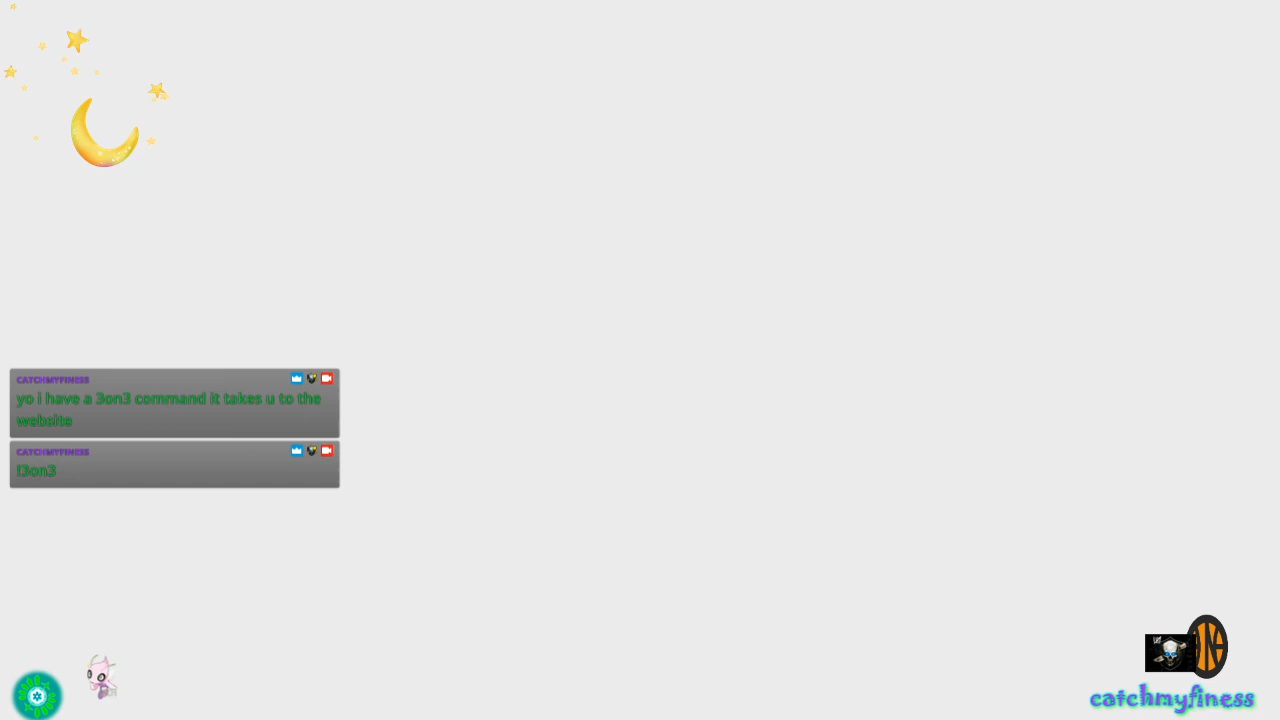 CATCHMYFINESS
yo i have a 3on3 command it takes u to the
website
CATCHMYFINESS
!3on3
catchmyfiness